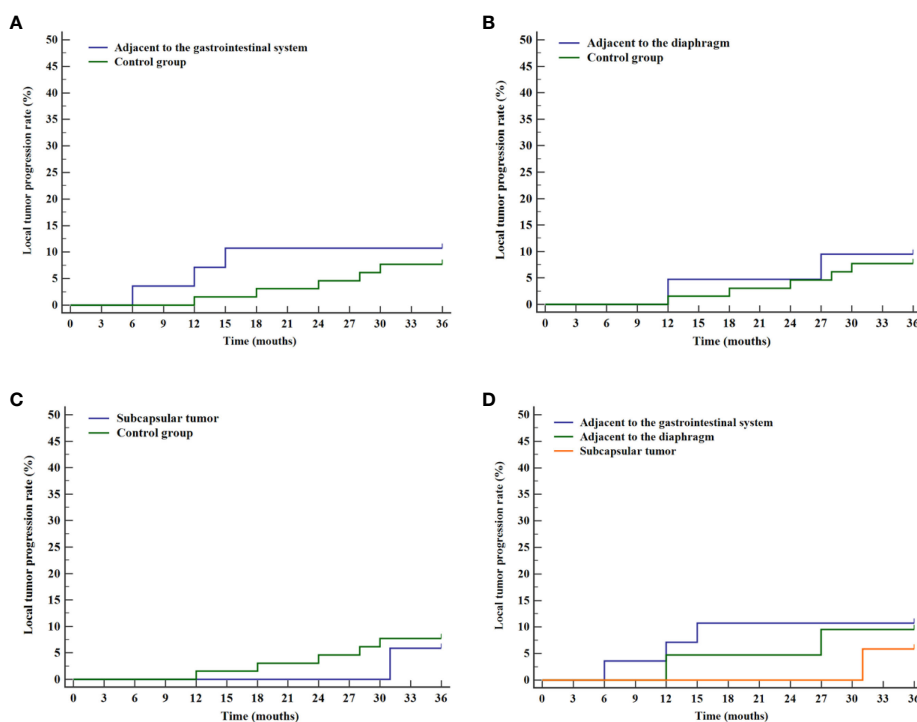 A
Adjacent to the gastrointestinal system
Control group
Local tumor progression rate (%)
50
45
40
35
30
25
20
15
10
5
0
0 3 6 9 12 15 18 21 24 27 30 33 36
Time (mouths)
B
Adjacent to the diaphragm
Control group
Local tumor progression rate (%)
50
45
40
35
30
25
20
15
10
5
0
0 3 6 9 12 15 18 21 24 27 30 33 36
Time (mouths)
C
Subcapsular tumor
Control group
Local tumor progression rate (%)
50
45
40
35
30
25
20
15
10
5
0
0 3 6 9 12 15 18 21 24 27 30 33 36
Time (mouths)
D
Adjacent to the gastrointestinal system
Adjacent to the diaphragm
Subcapsular tumor
Local tumor progression rate (%)
50
45
40
35
30
25
20
15
10
5
0
0 3 6 9 12 15 18 21 24 27 30 33 36
Time (mouths)